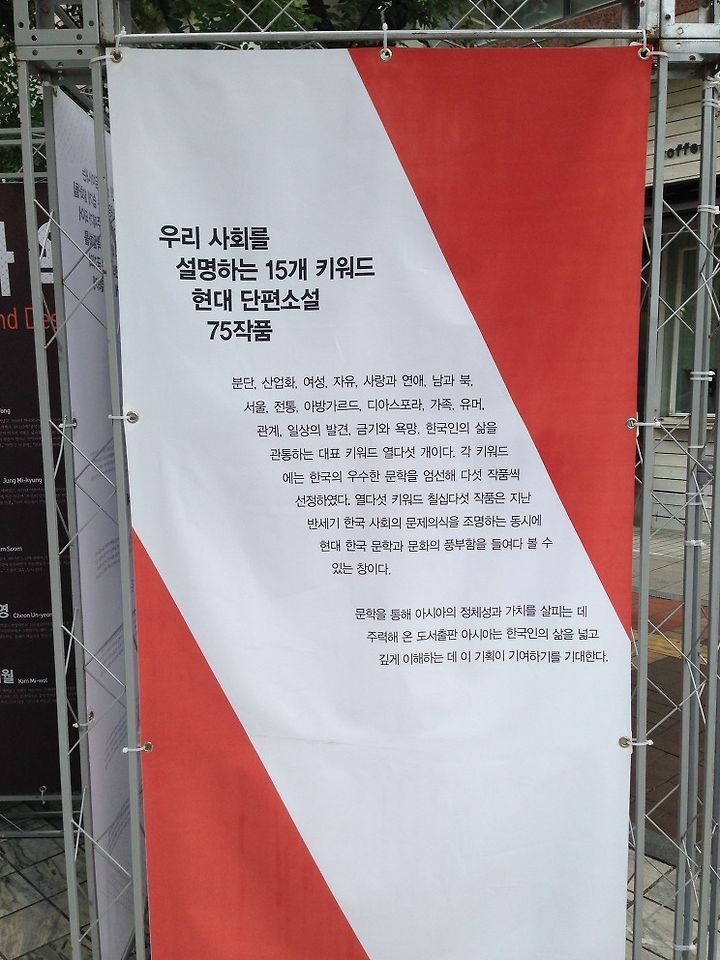 우리 사회를
설명하는 15개 키워드
현대 단편소설
75작품
분단, 산업화, 여성, 자유, 사랑과 연애, 남과 북,
서울, 전통, 아방가르드, 디아스포라, 가족, 유머,
관계, 일상의 발견, 금기와 욕망. 한국인의 삶을
관통하는 대표 키워드 열다섯 개이다. 각 키워드
에는 한국의 우수한 문학을 엄선해 다섯 작품씩
선정하였다. 열다섯 키워드 칠십다섯 작품은 지난
반세기 한국 사회의 문제의식을 조명하는 동시에
현대 한국 문학과 문화의 풍부함을 들여다 볼 수
있는 창이다.
문학을 통해 아시아의 정체성과 가치를 살피는 데
주력해 온 도서출판 아시아는 한국인의 삶을 넓고
깊게 이해하는 데 이 기획이 기여하기를 기대한다.
Jung Mi-kyung
Soom
Cheon Un-yeon
월 Kim Mi-wol